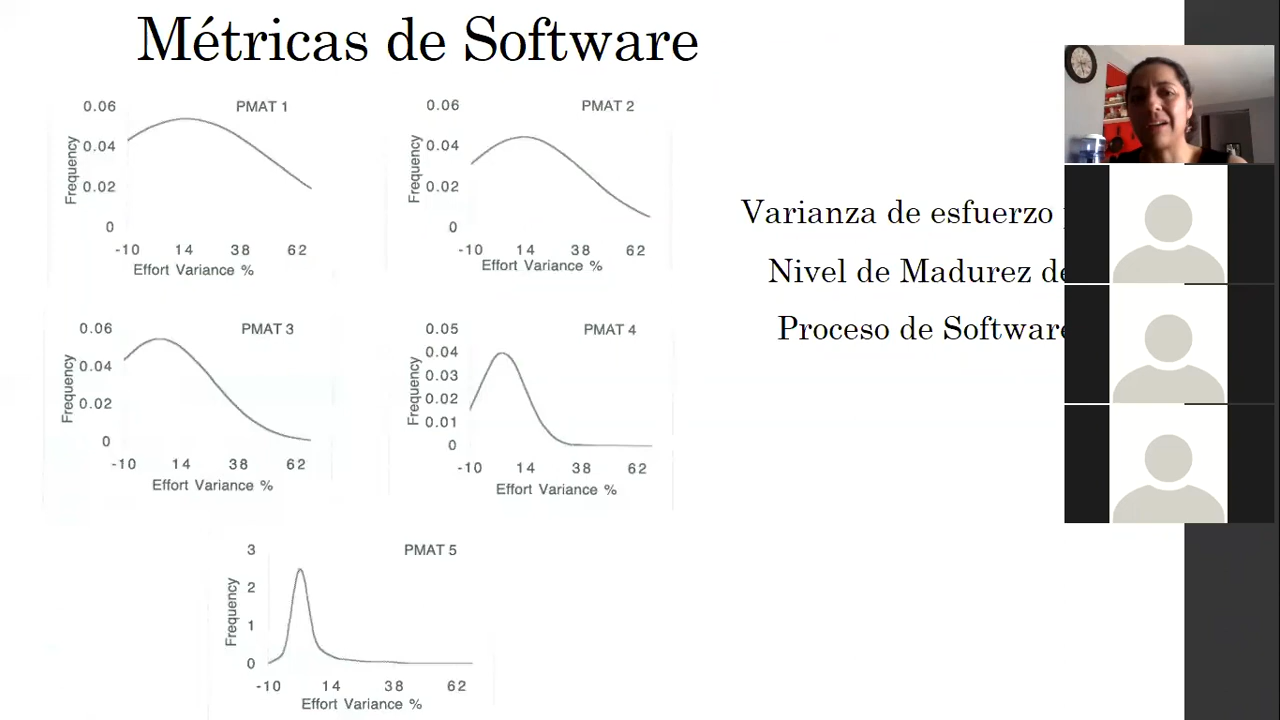 Métricas de Software
0.06
PMAT 1
0.04
0.02
0
Frequency
-10 14 38 62
Effort Variance %
0.06
PMAT 2
0.04
0.02
0
Frequency
-10 14 38 62
Effort Variance %
Varianza de esfuerzo
Nivel de Madurez de
Proceso de Software
0.06
PMAT 3
0.04
0.02
0
Frequency
-10 14 38 62
Effort Variance %
0.05
PMAT 4
0.04
0.03
0.02
0.01
0
Frequency
-10 14 38 62
Effort Variance %
3
PMAT 5
2
1
0
Frequency
-10 14 38 62
Effort Variance %